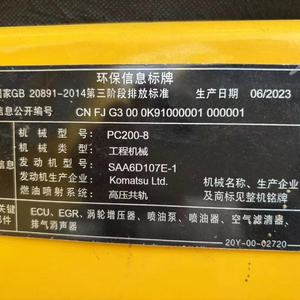 环保信息标牌
国家GB 20891-2014第三阶段排放标准 生产日期 06/2023
信息公开编号 CN FJ G3 00 0K91000001 000001
机械型号: PC200-8
机械类型: 工程机械
发动机型号: SAA6D107E-1
发动机生产企业: Komatsu Ltd.
燃油喷射系统: 高压共轨
机械名称、生产企业
及商标见整机铭牌
关键
部件
ECU、EGR、涡轮增压器、喷油泵、喷油器、空气滤清器、
排气消声器
20Y-00-02720